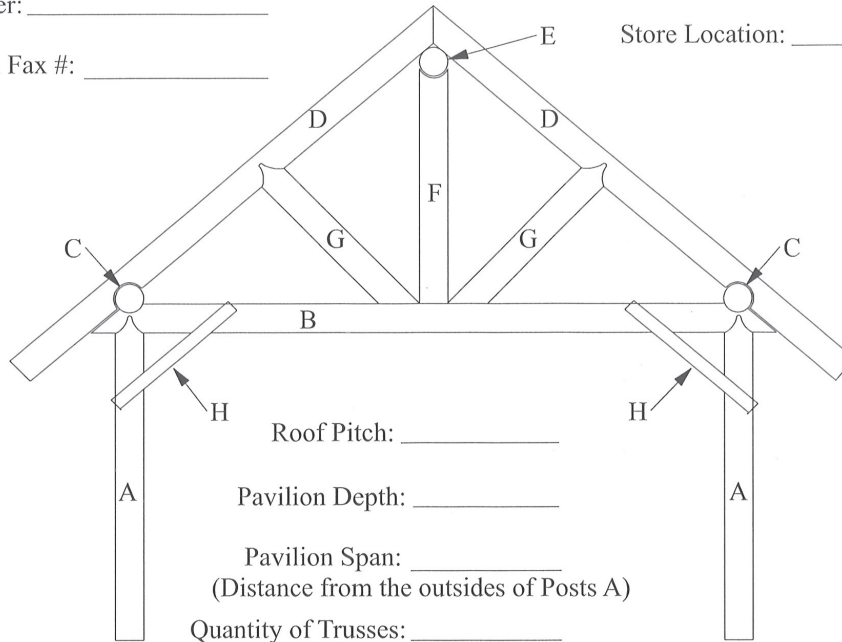 er:
E
Store Location:
Fax #:
D D
F
C G G C
B
H H
Roof Pitch:
A A
Pavilion Depth:
Pavilion Span:
(Distance from the outsides of Posts A)
Quantity of Trusses: